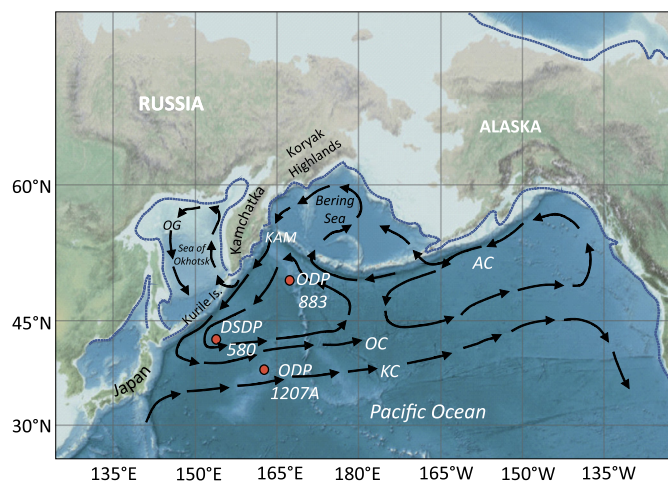 RUSSIA
ALASKA
Koryak
Highlands
60°N
Bering
Sea
Kamchatka
OG
Sea of
Okhotsk
KAM
AC
ODP
883
Kurile Is.
45°N
DSDP
580
OC
ODP
1207A
KC
Japan
Pacific Ocean
30°N
135°E
150°E
165°E
180°E
165°W
150°W
135°W